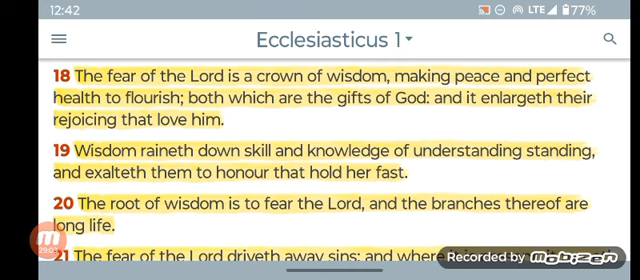 12:42 LTE 77%
Ecclesiasticus 1
18 The fear of the Lord is a crown of wisdom, making peace and perfect
health to flourish; both which are the gifts of God: and it enlargeth their
rejoicing that love him.
19 Wisdom raineth down skill and knowledge of understanding standing,
and exalteth them to honour that hold her fast.
20 The root of wisdom is to fear the Lord, and the branches thereof are
long life.
21 The fear of the Lord driveth away sins: and where
Recorded by Mobizen